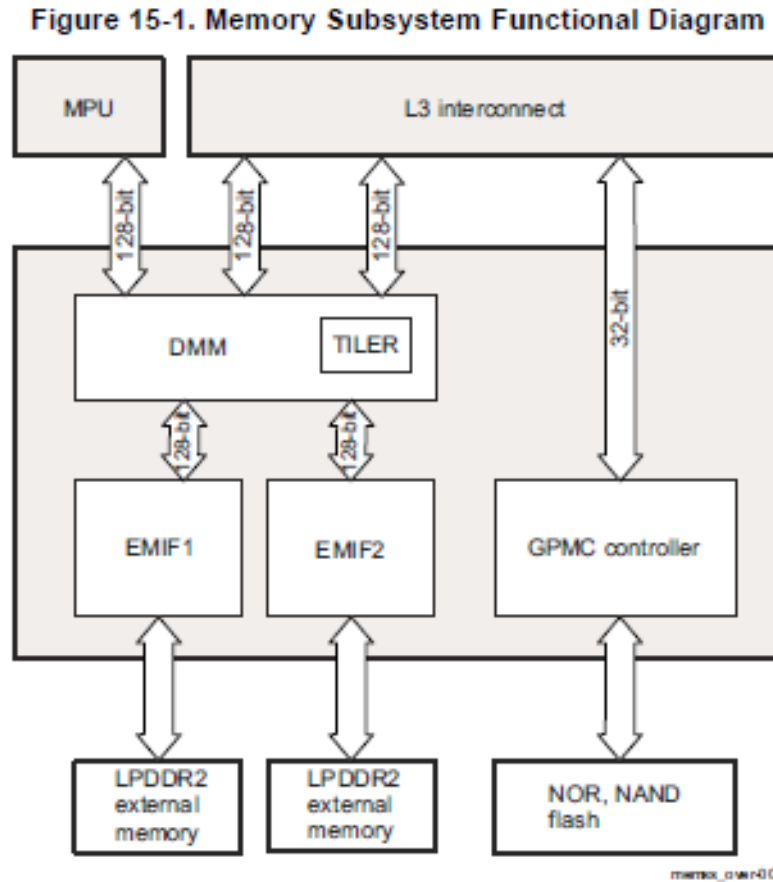 Figure 15-1. Memory Subsystem Functional Diagram
MPU
L3 interconnect
128-bit
128-bit
128-bit
32-bit
DMM
TILER
128-bit
128-bit
EMIF1
EMIF2
GPMC controller
LPDDR2
external
memory
LPDDR2
external
memory
NOR, NAND
flash